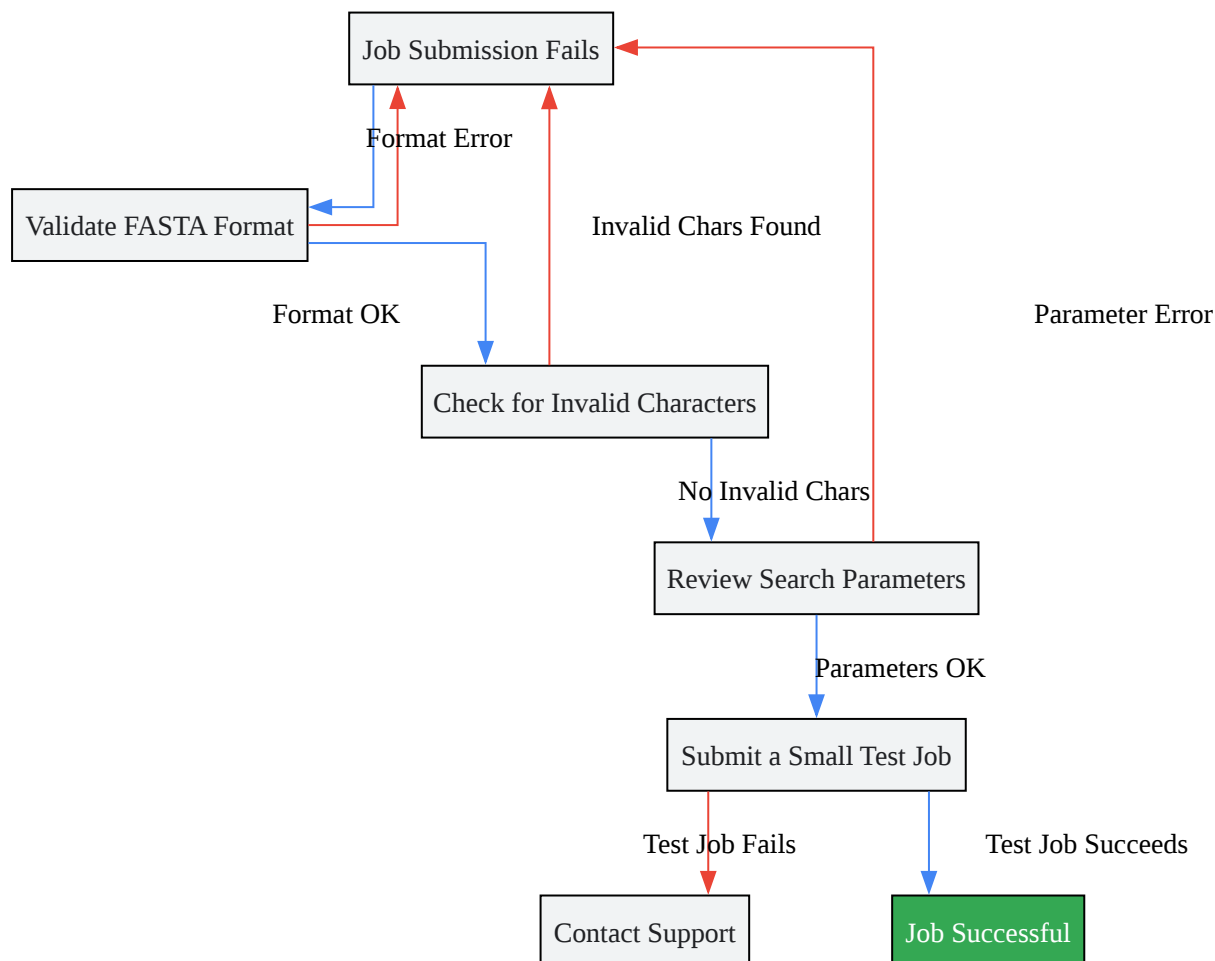 Job Submission Fails
Format Error
Validate FASTA Format
Invalid Chars Found
Format OK
Parameter Error
Check for Invalid Characters
No Invalid Chars
Review Search Parameters
Parameters OK
Submit a Small Test Job
Test Job Fails
Test Job Succeeds
Contact Support
Job Successful